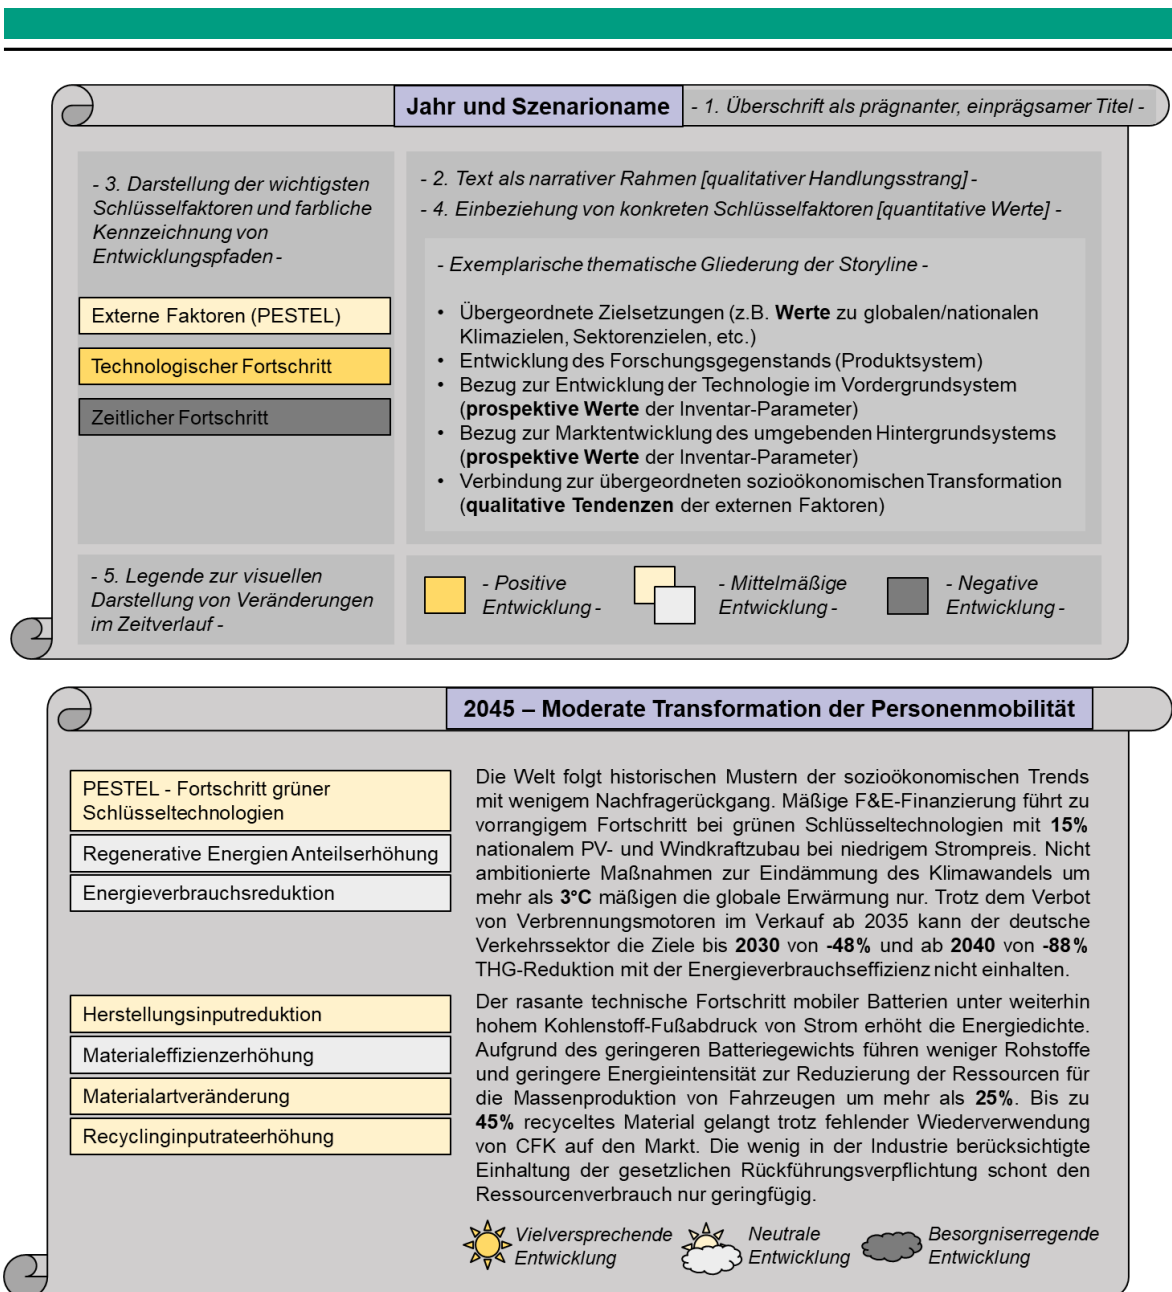 Jahr und Szenarioname - 1. Überschrift als prägnanter, einprägsamer Titel -
- 3. Darstellung der wichtigsten
Schlüsselfaktoren und farbliche
Kennzeichnung von
Entwicklungspfaden -
Externe Faktoren (PESTEL)
Technologischer Fortschritt
Zeitlicher Fortschritt
- 2. Text als narrativer Rahmen [qualitativer Handlungsstrang] -
- 4. Einbeziehung von konkreten Schlüsselfaktoren [quantitative Werte] -
- Exemplarische thematische Gliederung der Storyline -
• Übergeordnete Zielsetzungen (z.B. Werte zu globalen/nationalen
Klimazielen, Sektorenzielen, etc.)
• Entwicklung des Forschungsgegenstands (Produktsystem)
• Bezug zur Entwicklung der Technologie im Vordergrundsystem
(prospektive Werte der Inventar-Parameter)
• Bezug zur Marktentwicklung des umgebenden Hintergrundsystems
(prospektive Werte der Inventar-Parameter)
• Verbindung zur übergeordneten sozioökonomischen Transformation
(qualitative Tendenzen der externen Faktoren)
- 5. Legende zur visuellen
Darstellung von Veränderungen
im Zeitverlauf -
- Positive
Entwicklung -
- Mittelmäßige
Entwicklung -
- Negative
Entwicklung -
2045 – Moderate Transformation der Personenmobilität
PESTEL - Fortschritt grüner
Schlüsseltechnologien
Regenerative Energien Anteilserhöhung
Energieverbrauchsreduktion
Die Welt folgt historischen Mustern der sozioökonomischen Trends
mit wenigem Nachfragerückgang. Mäßige F&E-Finanzierung führt zu
vorrangigem Fortschritt bei grünen Schlüsseltechnologien mit 15%
nationalem PV- und Windkraftzubau bei niedrigem Strompreis. Nicht
ambitionierte Maßnahmen zur Eindämmung des Klimawandels um
mehr als 3°C mäßigen die globale Erwärmung nur. Trotz dem Verbot
von Verbrennungsmotoren im Verkauf ab 2035 kann der deutsche
Verkehrssektor die Ziele bis 2030 von -48% und ab 2040 von -88%
THG-Reduktion mit der Energieverbrauchseffizienz nicht einhalten.
Herstellungsinputreduktion
Materialeffizienzerhöhung
Materialartveränderung
Recyclinginputrateerhöhung
Der rasante technische Fortschritt mobiler Batterien unter weiterhin
hohem Kohlenstoff-Fußabdruck von Strom erhöht die Energiedichte.
Aufgrund des geringeren Batteriegewichts führen weniger Rohstoffe
und geringere Energieintensität zur Reduzierung der Ressourcen für
die Massenproduktion von Fahrzeugen um mehr als 25%. Bis zu
45% recyceltes Material gelangt trotz fehlender Wiederverwendung
von CFK auf den Markt. Die wenig in der Industrie berücksichtigte
Einhaltung der gesetzlichen Rückführungsverpflichtung schont den
Ressourcenverbrauch nur geringfügig.
Vielversprechende
Entwicklung
Neutrale
Entwicklung
Besorgniserregende
Entwicklung